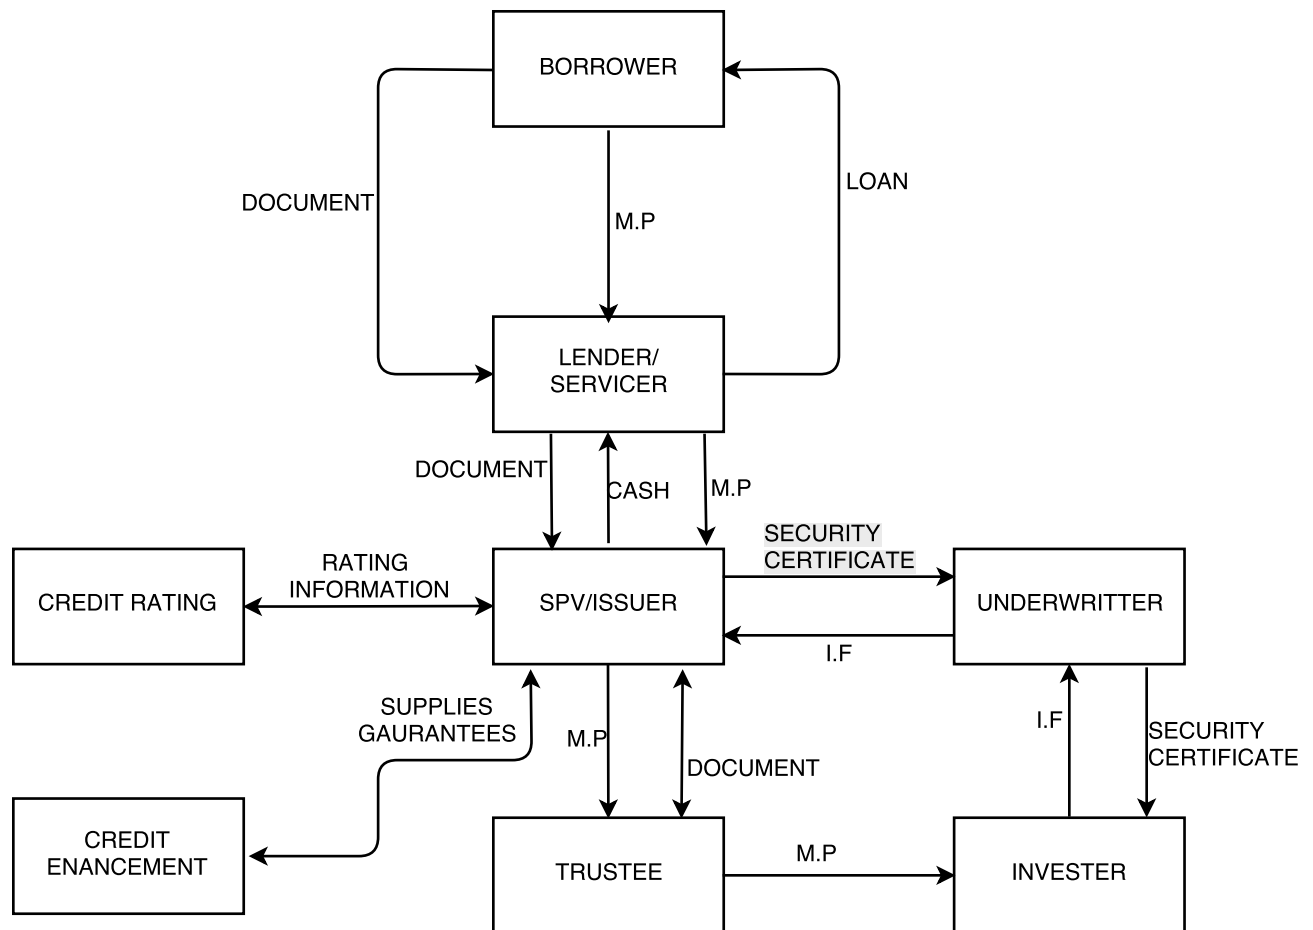 BORROWER
DOCUMENT
LOAN
M.P
LENDER/
SERVICER
DOCUMENT
CASH
M.P
SECURITY
CERTIFICATE
RATING
INFORMATION
CREDIT RATING
SPV/ISSUER
UNDERWRITTER
I.F
SUPPLIES
GAURANTEES
M.P
DOCUMENT
I.F
SECURITY
CERTIFICATE
CREDIT
ENANCEMENT
TRUSTEE
M.P
INVESTER